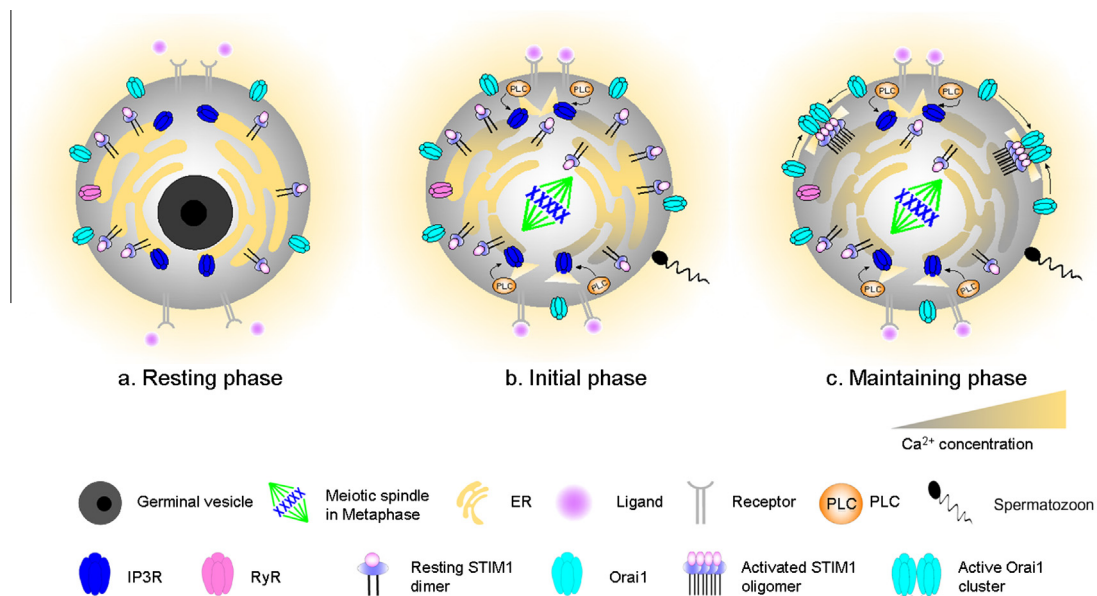 PLC
PLC
PLC
PLC
PLC
PLC
PLC
PLC
a. Resting phase
b. Initial phase
c. Maintaining phase
Ca²⁺ concentration
Germinal vesicle
Meiotic spindle
in Metaphase
ER
Ligand
Receptor
PLC
PLC
Spermatozoon
IP3R
RyR
Resting STIM1
dimer
Orai1
Activated STIM1
oligomer
Active Orai1
cluster